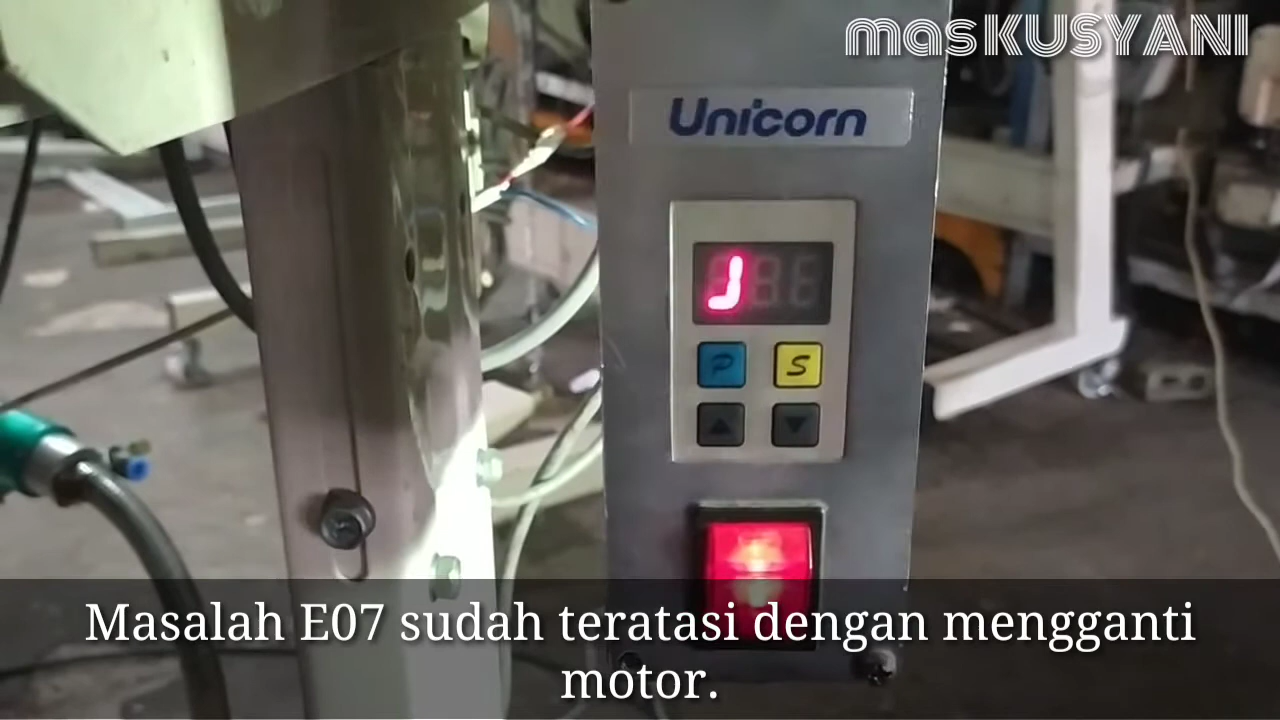 masKUSYANI
Unicorn
J
P S
Masalah E07 sudah teratasi dengan mengganti
motor.